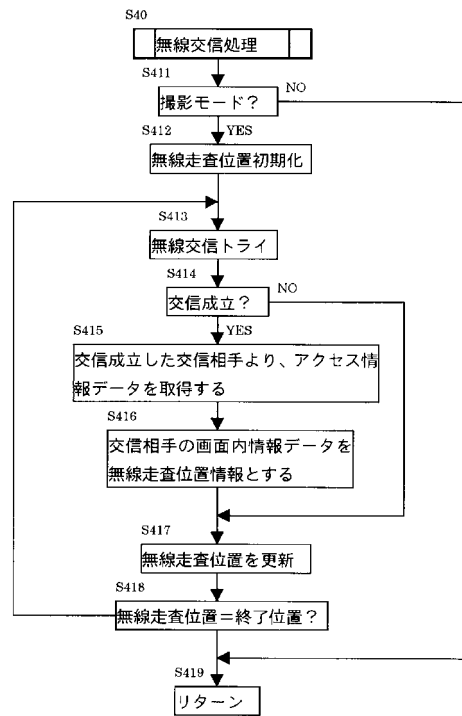 S40
無線交信処理
S411
撮影モード？
NO
S412
YES
無線走査位置初期化
S413
無線交信トライ
S414
交信成立？
NO
S415
YES
交信成立した交信相手より、アクセス情
報データを取得する
S416
交信相手の画面内情報データを
無線走査位置情報とする
S417
無線走査位置を更新
S418
無線走査位置＝終了位置？
S419
リターン